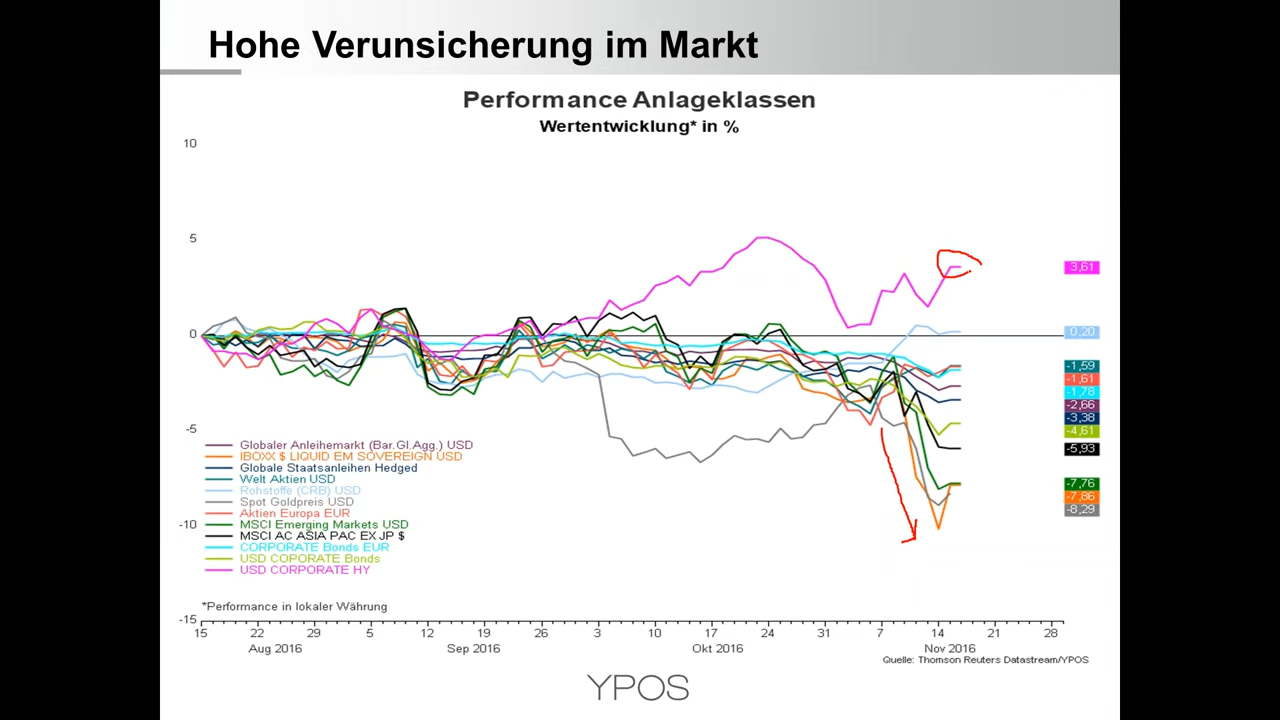 Hohe Verunsicherung im Markt
Performance Anlageklassen
Wertentwicklung* in %
10
5
0
-5
-10
-15
3,61
0,20
-1,59
-1,61
-1,78
-2,66
-3,38
-4,61
-5,93
-7,76
-7,86
-8,29
Globaler Anleihemarkt (Bar.Gl.Agg.) USD
IBOXX $ LIQUID EM SOVEREIGN USD
Globale Staatsanleihen Hedged
Welt Aktien USD
Rohstoffe (CRB) USD
Spot Goldpreis USD
Aktien Europa EUR
MSCI Emerging Markets USD
MSCI AC ASIA PAC EX JP $
CORPORATE Bonds EUR
USD COPORATE Bonds
USD CORPORATE HY
*Performance in lokaler Währung
15 22 29 5 12 19 26 3 10 17 24 31 7 14 21 28
Aug 2016 Sep 2016 Okt 2016 Nov 2016
Quelle: Thomson Reuters Datastream/YPOS
YPOS